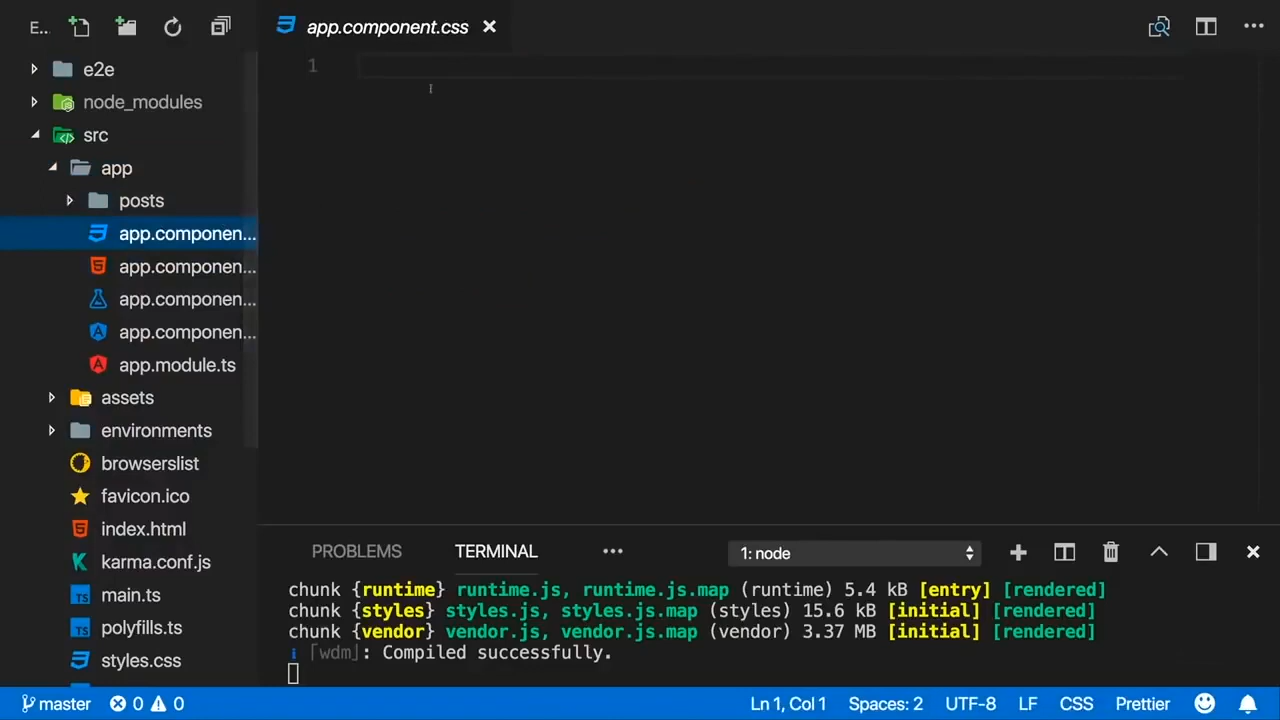 E...
app.component.css
e2e
node_modules
src
app
posts
app.componen...
app.componen...
app.componen...
app.componen...
app.module.ts
assets
environments
browserslist
favicon.ico
index.html
karma.conf.js
main.ts
polyfills.ts
styles.css
1
PROBLEMS TERMINAL ... 1: node
chunk {runtime} runtime.js, runtime.js.map (runtime) 5.4 kB [entry] [rendered]
chunk {styles} styles.js, styles.js.map (styles) 15.6 kB [initial] [rendered]
chunk {vendor} vendor.js, vendor.js.map (vendor) 3.37 MB [initial] [rendered]
i ｢wdm｣: Compiled successfully.
master 0 0 Ln 1, Col 1 Spaces: 2 UTF-8 LF CSS Prettier